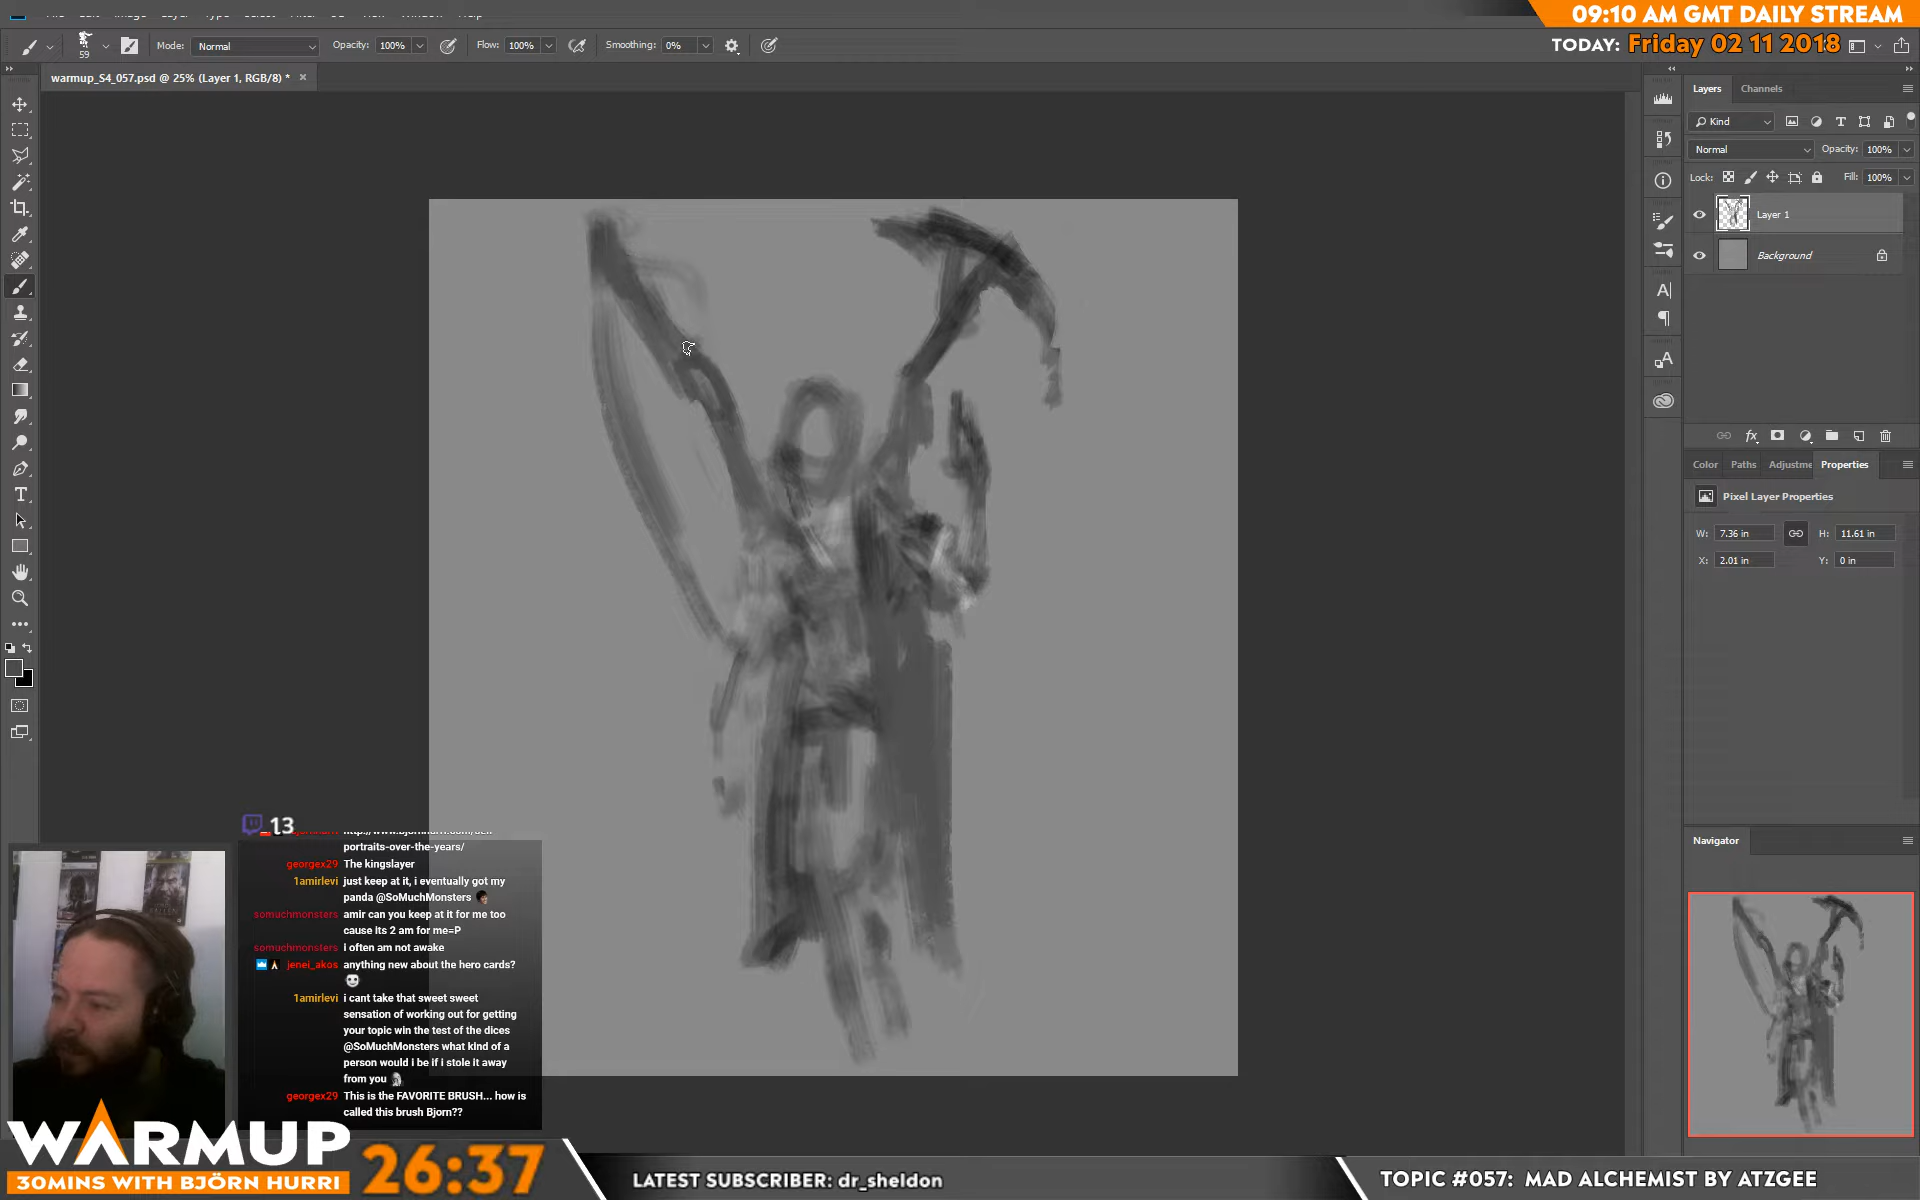 09:10 AM GMT DAILY STREAM
TODAY: Friday 02 11 2018
59
Mode: Normal
Opacity: 100%
Flow: 100%
Smoothing: 0%
warmup_S4_057.psd @ 25% (Layer 1, RGB/8) *
Layers
Channels
Kind
Normal
Opacity: 100%
Lock:
Fill: 100%
Layer 1
Background
Color
Paths
Adjustme
Properties
Pixel Layer Properties
W: 7.36 in
H: 11.61 in
X: 2.01 in
Y: 0 in
Navigator
13
portraits-over-the-years/
georgex29 The kingslayer
1amirlevi just keep at it, i eventually got my
panda @SoMuchMonsters
somuchmonsters amir can you keep at it for me too
cause its 2 am for me=P
somuchmonsters i often am not awake
jenei_akos anything new about the hero cards?
1amirlevi i cant take that sweet sweet
sensation of working out for getting
your topic win the test of the dices
@SoMuchMonsters what kind of a
person would i be if i stole it away
from you
georgex29 This is the FAVORITE BRUSH... how is
called this brush Bjorn??
WARMUP
30MINS WITH BJÖRN HURRI
26:37
LATEST SUBSCRIBER: dr_sheldon
TOPIC #057: MAD ALCHEMIST BY ATZGEE